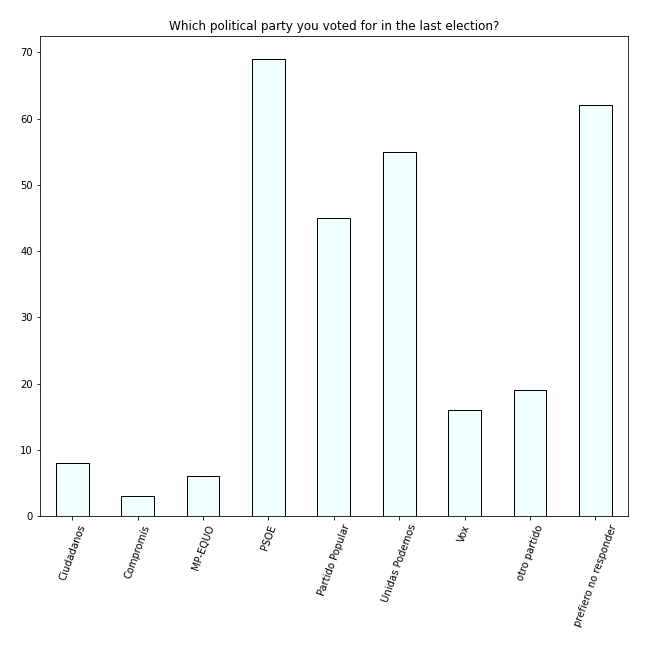 Which political party you voted for in the last election?
70
60
50
40
30
20
10
0
Ciudadanos
Compromís
MP-EQUO
PSOE
Partido Popular
Unidas Podemos
Vox
otro partido
prefiero no responder